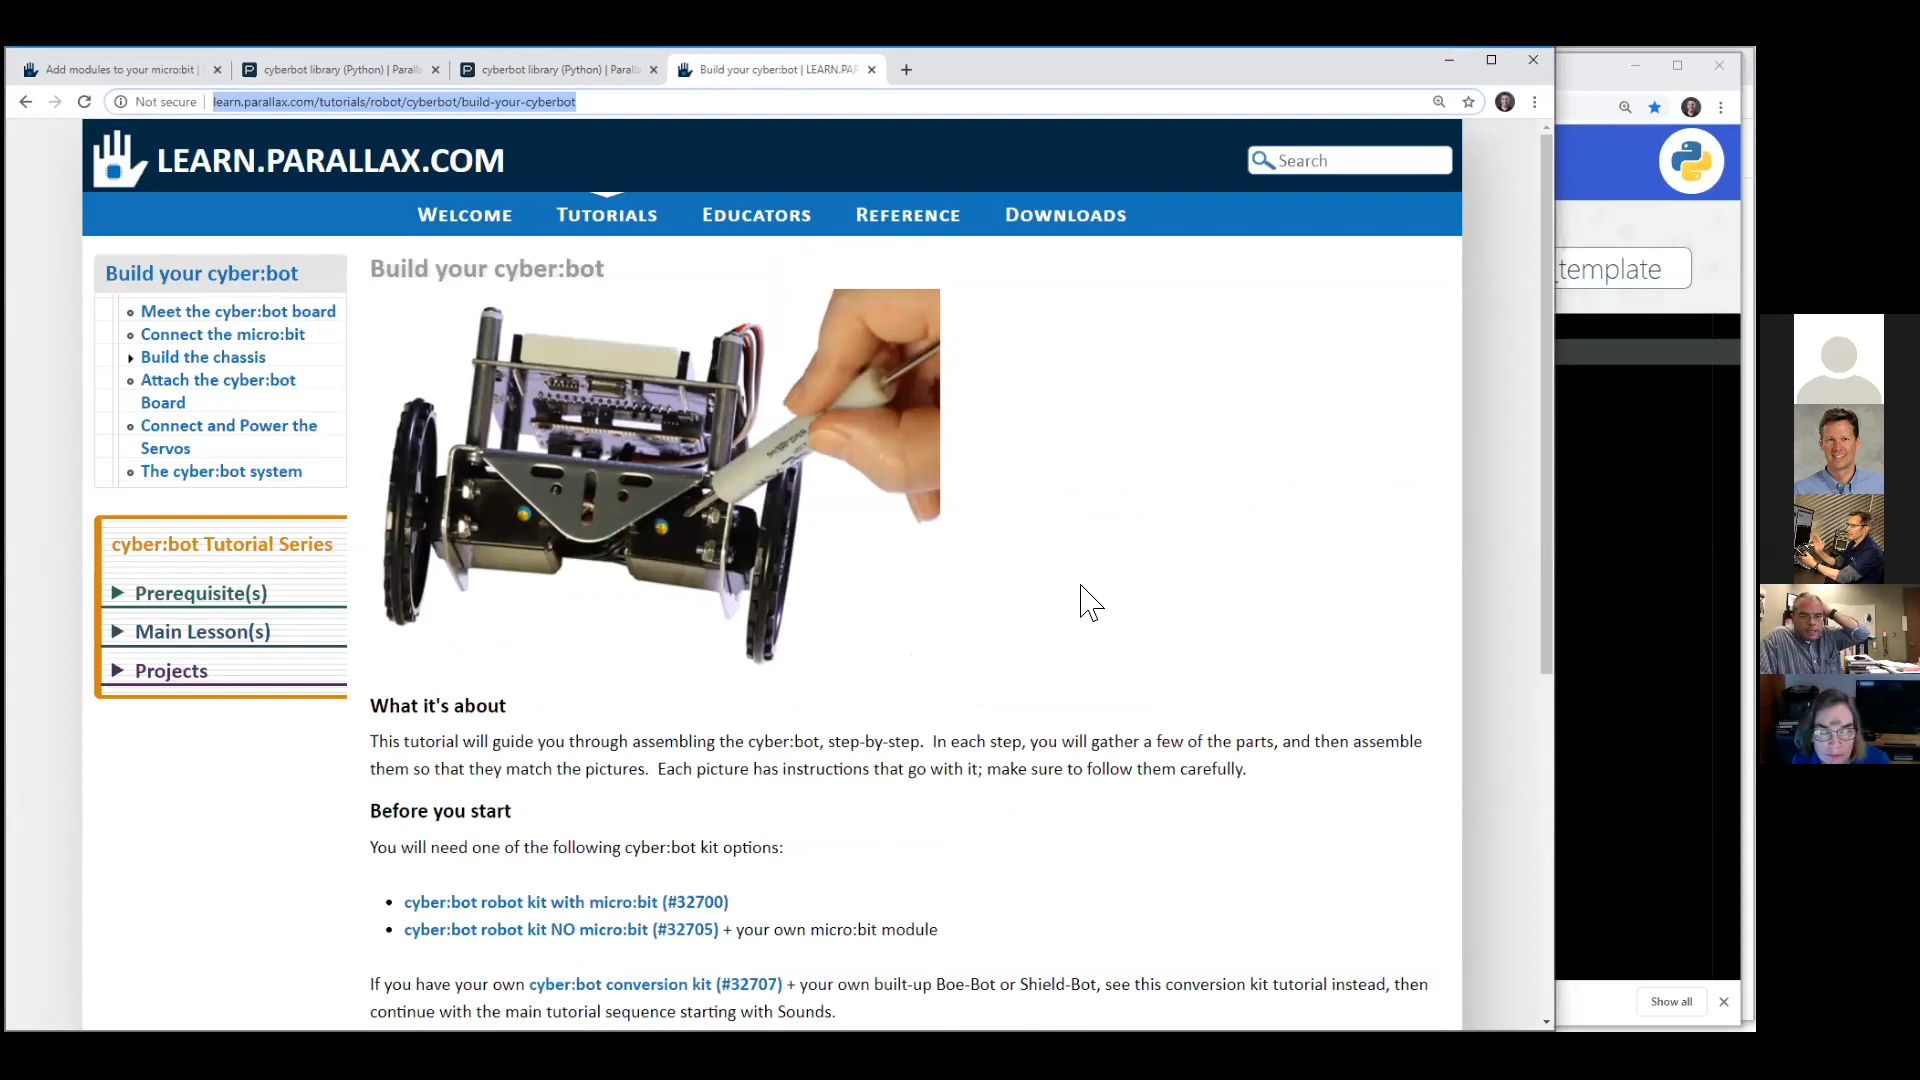 Add modules to your micro:bit |
cyberbot library (Python) | Paralla
cyberbot library (Python) | Paralla
Build your cyber:bot | LEARN.PAR
Not secure
learn.parallax.com/tutorials/robot/cyberbot/build-your-cyberbot
LEARN.PARALLAX.COM
Search
WELCOME
TUTORIALS
EDUCATORS
REFERENCE
DOWNLOADS
Build your cyber:bot
Meet the cyber:bot board
Connect the micro:bit
Build the chassis
Attach the cyber:bot
Board
Connect and Power the
Servos
The cyber:bot system
cyber:bot Tutorial Series
Prerequisite(s)
Main Lesson(s)
Projects
Build your cyber:bot
What it's about
This tutorial will guide you through assembling the cyber:bot, step-by-step.  In each step, you will gather a few of the parts, and then assemble
them so that they match the pictures.  Each picture has instructions that go with it; make sure to follow them carefully.
Before you start
You will need one of the following cyber:bot kit options:
cyber:bot robot kit with micro:bit (#32700)
cyber:bot robot kit NO micro:bit (#32705) + your own micro:bit module
If you have your own cyber:bot conversion kit (#32707) + your own built-up Boe-Bot or Shield-Bot, see this conversion kit tutorial instead, then
continue with the main tutorial sequence starting with Sounds.
_template
Show all